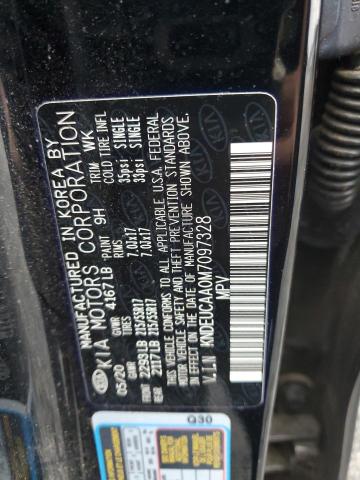 MANUFACTURED IN KOREA BY
KIA MOTORS CORPORATION
05/20 4167LB PAINT 9H TRIM WK
TIRES RIMS COLD TIRE INFL
FRONT 2293LB 215/55R17 7.0Jx17 35psi SINGLE
REAR 2077LB 215/55R17 7.0Jx17 35psi SINGLE
THIS VEHICLE CONFORMS TO ALL APPLICABLE U.S.A. FEDERAL
MOTOR VEHICLE SAFETY AND THEFT PREVENTION STANDARDS
IN EFFECT ON THE DATE OF MANUFACTURE SHOWN ABOVE.
V.I.N KNDEUCAA0M7097328
MPV
Q30